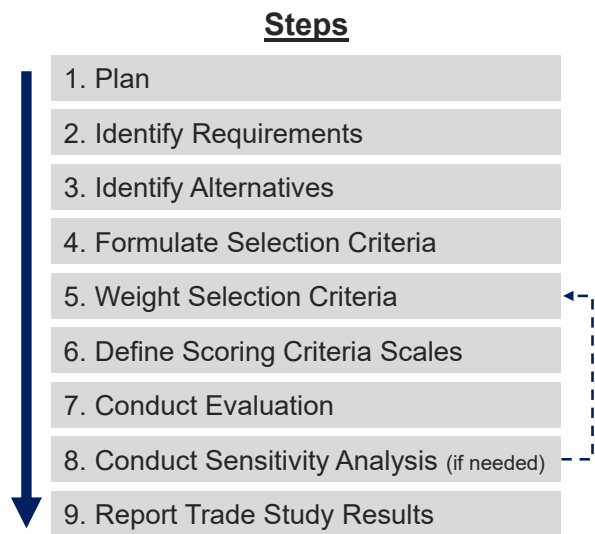 Steps
1. Plan
2. Identify Requirements
3. Identify Alternatives
4. Formulate Selection Criteria
5. Weight Selection Criteria
6. Define Scoring Criteria Scales
7. Conduct Evaluation
8. Conduct Sensitivity Analysis (if needed)
9. Report Trade Study Results